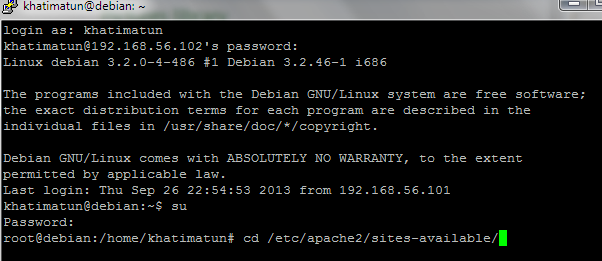 khatimatun@debian: ~
login as: khatimatun
khatimatun@192.168.56.102's password:
Linux debian 3.2.0-4-486 #1 Debian 3.2.46-1 i686
The programs included with the Debian GNU/Linux system are free software;
the exact distribution terms for each program are described in the
individual files in /usr/share/doc/*/copyright.
Debian GNU/Linux comes with ABSOLUTELY NO WARRANTY, to the extent
permitted by applicable law.
Last login: Thu Sep 26 22:54:53 2013 from 192.168.56.101
khatimatun@debian:~$ su
Password:
root@debian:/home/khatimatun# cd /etc/apache2/sites-available/